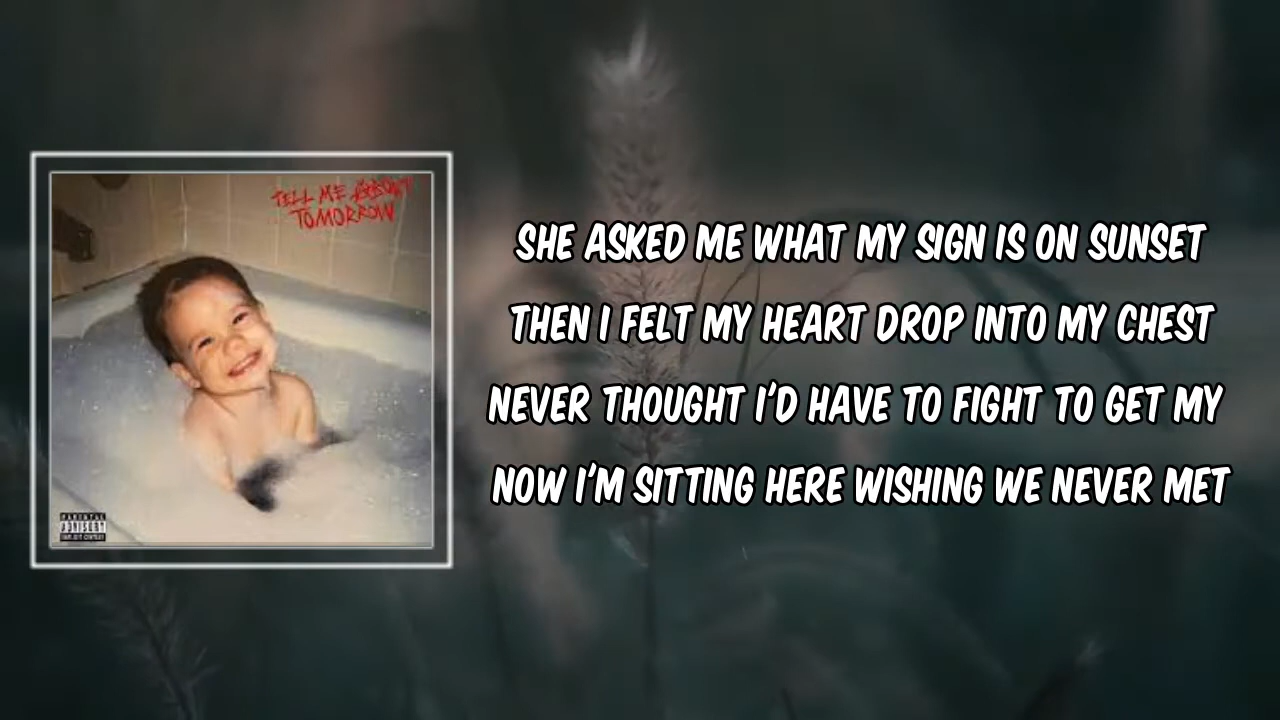 TELL ME ABOUT
TOMORROW
PARENTAL
ADVISORY
EXPLICIT CONTENT
SHE ASKED ME WHAT MY SIGN IS ON SUNSET
THEN I FELT MY HEART DROP INTO MY CHEST
NEVER THOUGHT I'D HAVE TO FIGHT TO GET MY
NOW I'M SITTING HERE WISHING WE NEVER MET